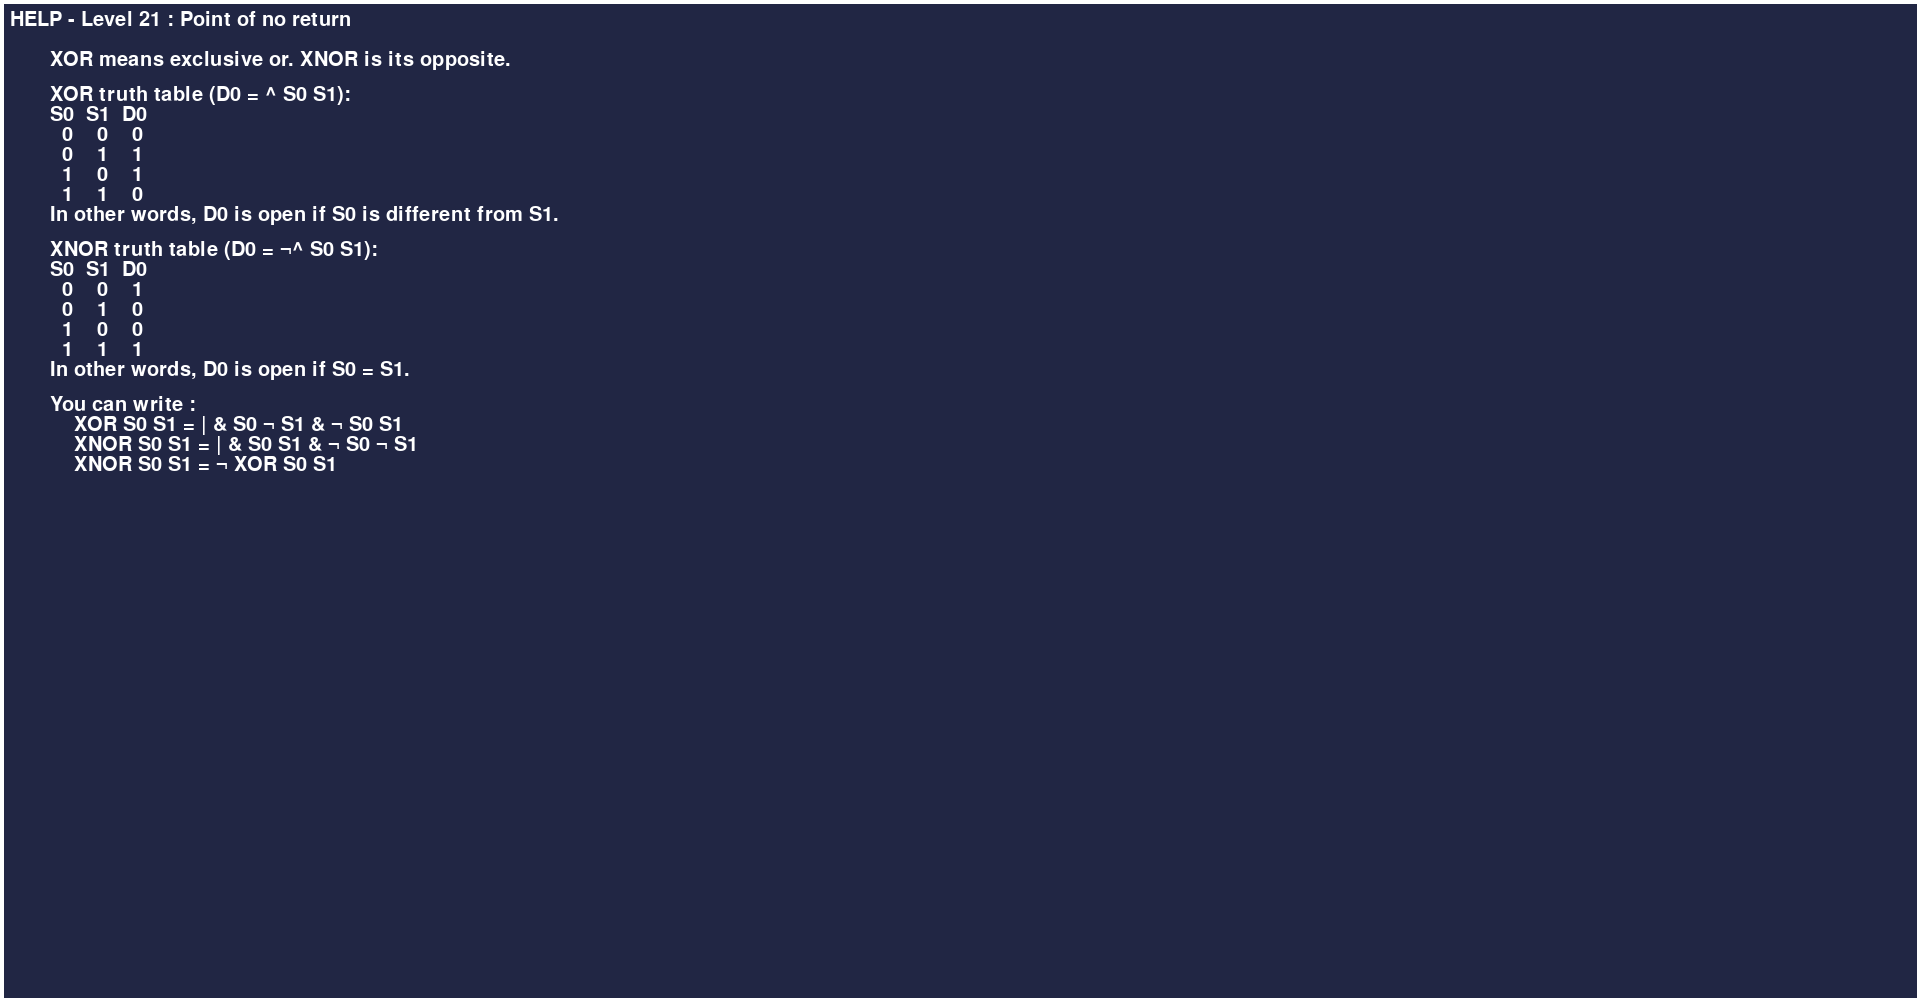 HELP - Level 21 : Point of no return
XOR means exclusive or. XNOR is its opposite.
XOR truth table (D0 = ^ S0 S1):
S0 S1 D0
0 0 0
0 1 1
1 0 1
1 1 0
In other words, D0 is open if S0 is different from S1.
XNOR truth table (D0 = ¬^ S0 S1):
S0 S1 D0
0 0 1
0 1 0
1 0 0
1 1 1
In other words, D0 is open if S0 = S1.
You can write :
XOR S0 S1 = | & S0 ¬ S1 & ¬ S0 S1
XNOR S0 S1 = | & S0 S1 & ¬ S0 ¬ S1
XNOR S0 S1 = ¬ XOR S0 S1